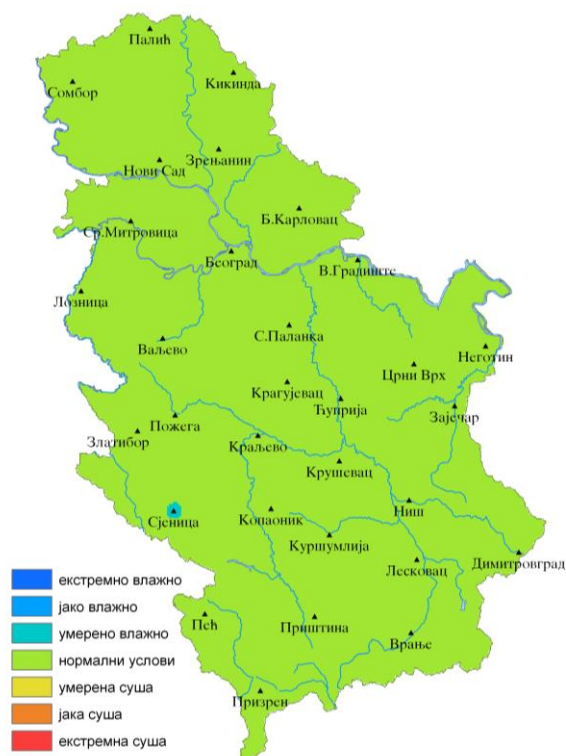 Палић
Кикинда
Сомбор
Зрењанин
Нови Сад
Б.Карловац
Ср.Митровица
Београд
В.Градиште
Лозница
С.Паланка
Ваљево
Неготин
Црни Врх
Крагујевац
Ћуприја
Зајечар
Пожега
Златибор
Краљево
Крушевац
Ниш
Копаоник
Сјеница
Куршумлија
Димитровград
Лесковац
Пећ
Приштина
Врање
Призрен
екстремно влажно
јако влажно
умерено влажно
нормални услови
умерена суша
јака суша
екстремна суша